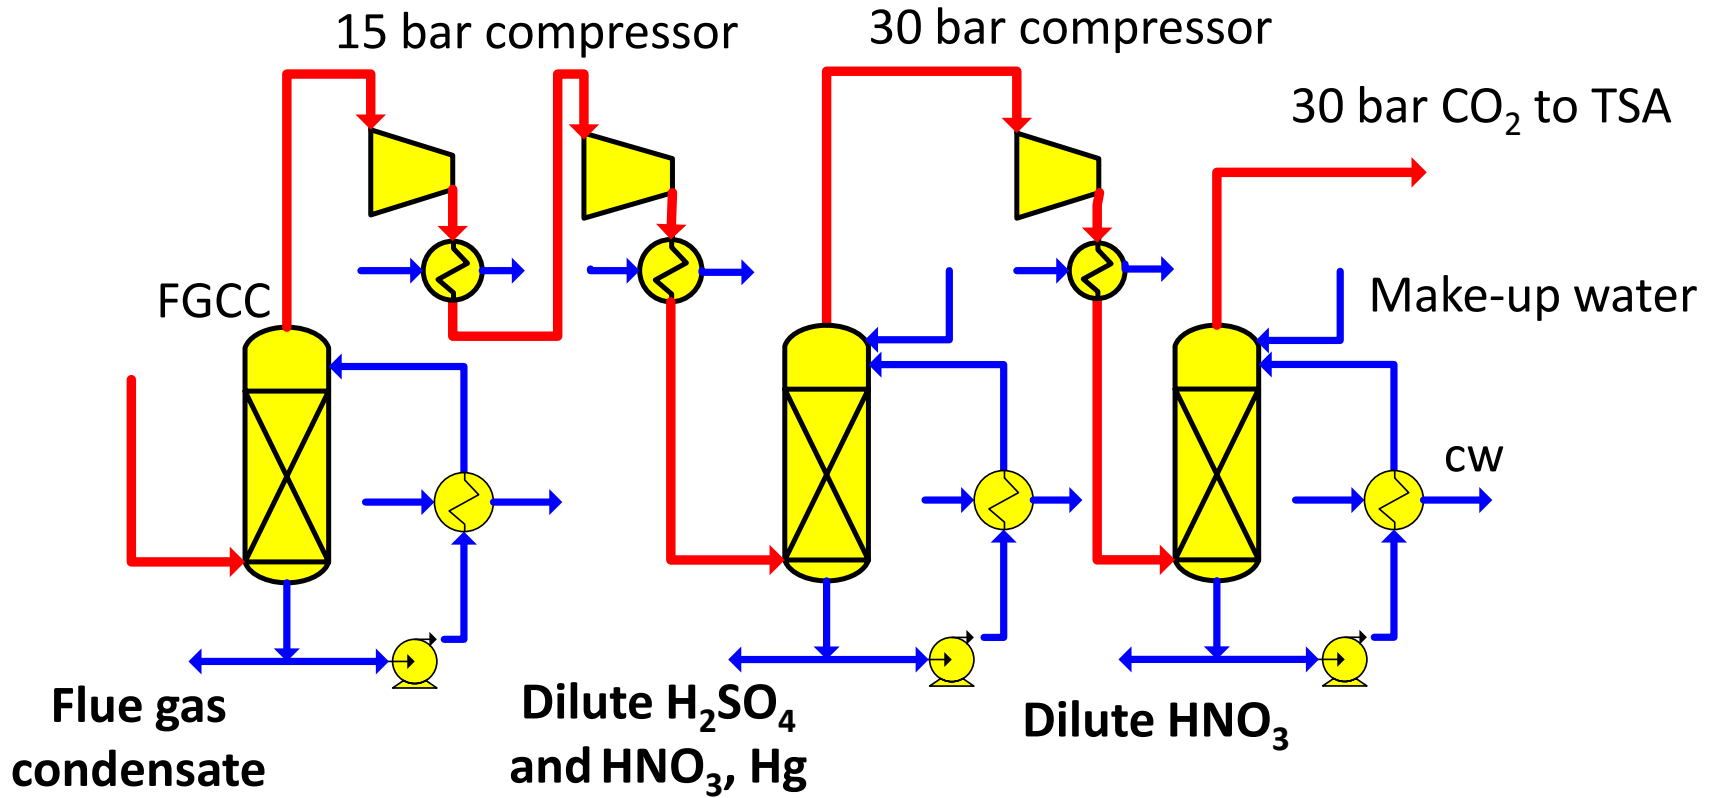 15 bar compressor
30 bar compressor
30 bar CO₂ to TSA
FGCC
Make-up water
cw
Flue gas
condensate
Dilute H₂SO₄
and HNO₃, Hg
Dilute HNO₃